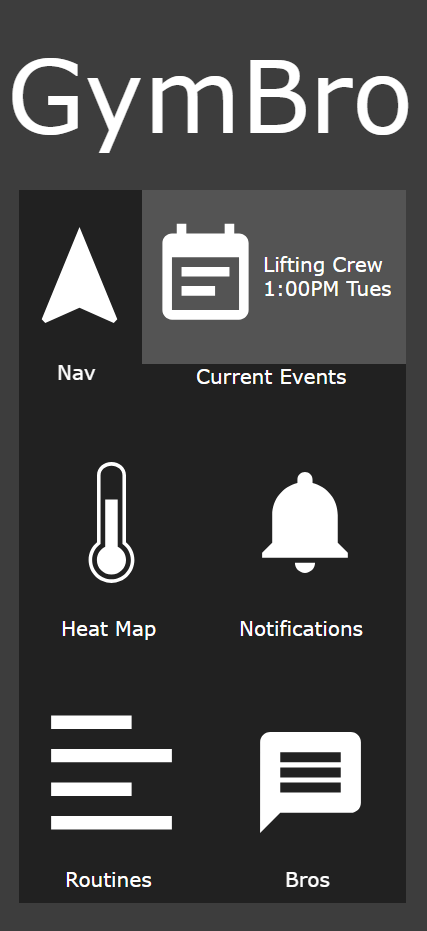 GymBro
Lifting Crew
1:00PM Tues
Nav
Current Events
Heat Map
Notifications
Routines
Bros